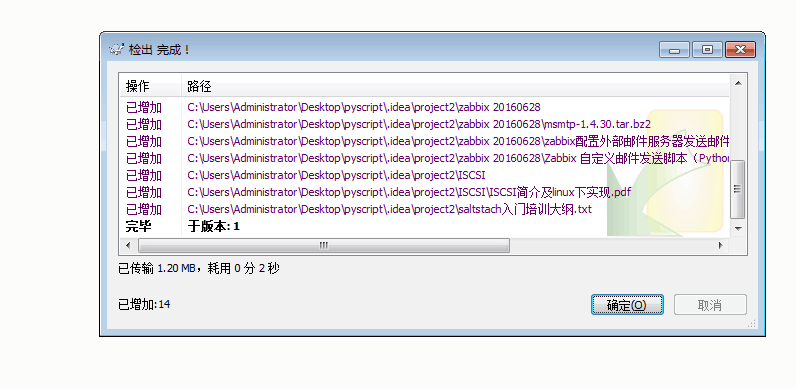 检出 完成！
操作 路径
已增加 C:\Users\Administrator\Desktop\pyscript\.idea\project2\zabbix 20160628
已增加 C:\Users\Administrator\Desktop\pyscript\.idea\project2\zabbix 20160628\msmtp-1.4.30.tar.bz2
已增加 C:\Users\Administrator\Desktop\pyscript\.idea\project2\zabbix 20160628\zabbix配置外部邮件服务器发送邮件
已增加 C:\Users\Administrator\Desktop\pyscript\.idea\project2\zabbix 20160628\Zabbix 自定义邮件发送脚本（Python
已增加 C:\Users\Administrator\Desktop\pyscript\.idea\project2\ISCSI
已增加 C:\Users\Administrator\Desktop\pyscript\.idea\project2\ISCSI\ISCSI简介及linux下实现.pdf
已增加 C:\Users\Administrator\Desktop\pyscript\.idea\project2\saltstach入门培训大纲.txt
完毕 于版本: 1
已传输 1.20 MB，耗用 0 分 2 秒
已增加:14
确定(O) 取消